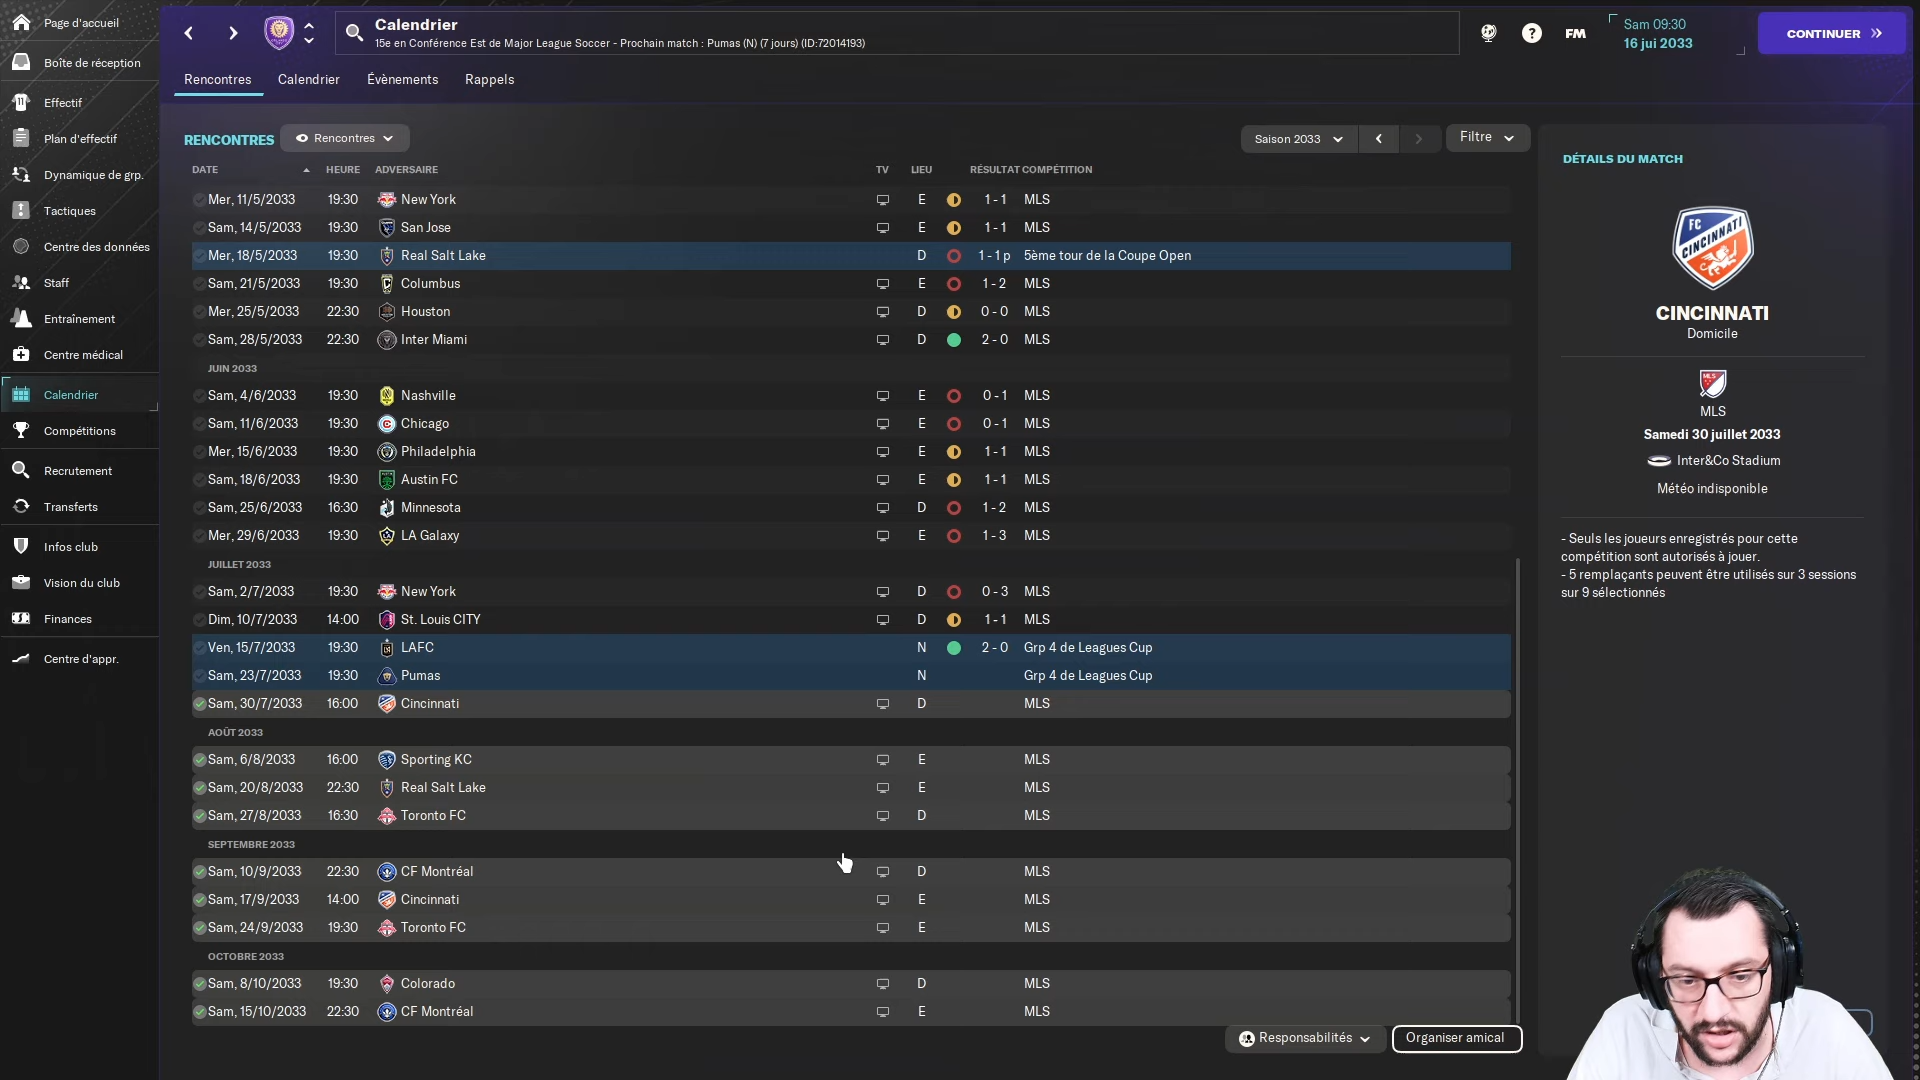 Page d'accueil
Boîte de réception
Effectif
Plan d'effectif
Dynamique de grp.
Tactiques
Centre des données
Staff
Entraînement
Centre médical
Calendrier
Compétitions
Recrutement
Transferts
Infos club
Vision du club
Finances
Centre d'appr.
Calendrier
15e en Conférence Est de Major League Soccer - Prochain match : Pumas (N) (7 jours) (ID:72014193)
FM
Sam 09:30
16 jui 2033
CONTINUER
Rencontres Calendrier Évènements Rappels
RENCONTRES Rencontres Saison 2033 Filtre
DATE HEURE ADVERSAIRE TV LIEU RÉSULTAT COMPÉTITION
Mer, 11/5/2033 19:30 New York E 1 - 1 MLS
Sam, 14/5/2033 19:30 San Jose E 1 - 1 MLS
Mer, 18/5/2033 19:30 Real Salt Lake D 1 - 1 p 5ème tour de la Coupe Open
Sam, 21/5/2033 19:30 Columbus E 1 - 2 MLS
Mer, 25/5/2033 22:30 Houston D 0 - 0 MLS
Sam, 28/5/2033 22:30 Inter Miami D 2 - 0 MLS
JUIN 2033
Sam, 4/6/2033 19:30 Nashville E 0 - 1 MLS
Sam, 11/6/2033 19:30 Chicago E 0 - 1 MLS
Mer, 15/6/2033 19:30 Philadelphia E 1 - 1 MLS
Sam, 18/6/2033 19:30 Austin FC E 1 - 1 MLS
Sam, 25/6/2033 16:30 Minnesota D 1 - 2 MLS
Mer, 29/6/2033 19:30 LA Galaxy E 1 - 3 MLS
JUILLET 2033
Sam, 2/7/2033 19:30 New York D 0 - 3 MLS
Dim, 10/7/2033 14:00 St. Louis CITY D 1 - 1 MLS
Ven, 15/7/2033 19:30 LAFC N 2 - 0 Grp 4 de Leagues Cup
Sam, 23/7/2033 19:30 Pumas N Grp 4 de Leagues Cup
Sam, 30/7/2033 16:00 Cincinnati D MLS
AOÛT 2033
Sam, 6/8/2033 16:00 Sporting KC E MLS
Sam, 20/8/2033 22:30 Real Salt Lake E MLS
Sam, 27/8/2033 16:30 Toronto FC D MLS
SEPTEMBRE 2033
Sam, 10/9/2033 22:30 CF Montréal D MLS
Sam, 17/9/2033 14:00 Cincinnati E MLS
Sam, 24/9/2033 19:30 Toronto FC E MLS
OCTOBRE 2033
Sam, 8/10/2033 19:30 Colorado D MLS
Sam, 15/10/2033 22:30 CF Montréal E MLS
Responsabilités Organiser amical
DÉTAILS DU MATCH
FC
CINCINNATI
CINCINNATI
Domicile
MLS
MLS
Samedi 30 juillet 2033
Inter&Co Stadium
Météo indisponible
- Seuls les joueurs enregistrés pour cette
compétition sont autorisés à jouer.
- 5 remplaçants peuvent être utilisés sur 3 sessions
sur 9 sélectionnés